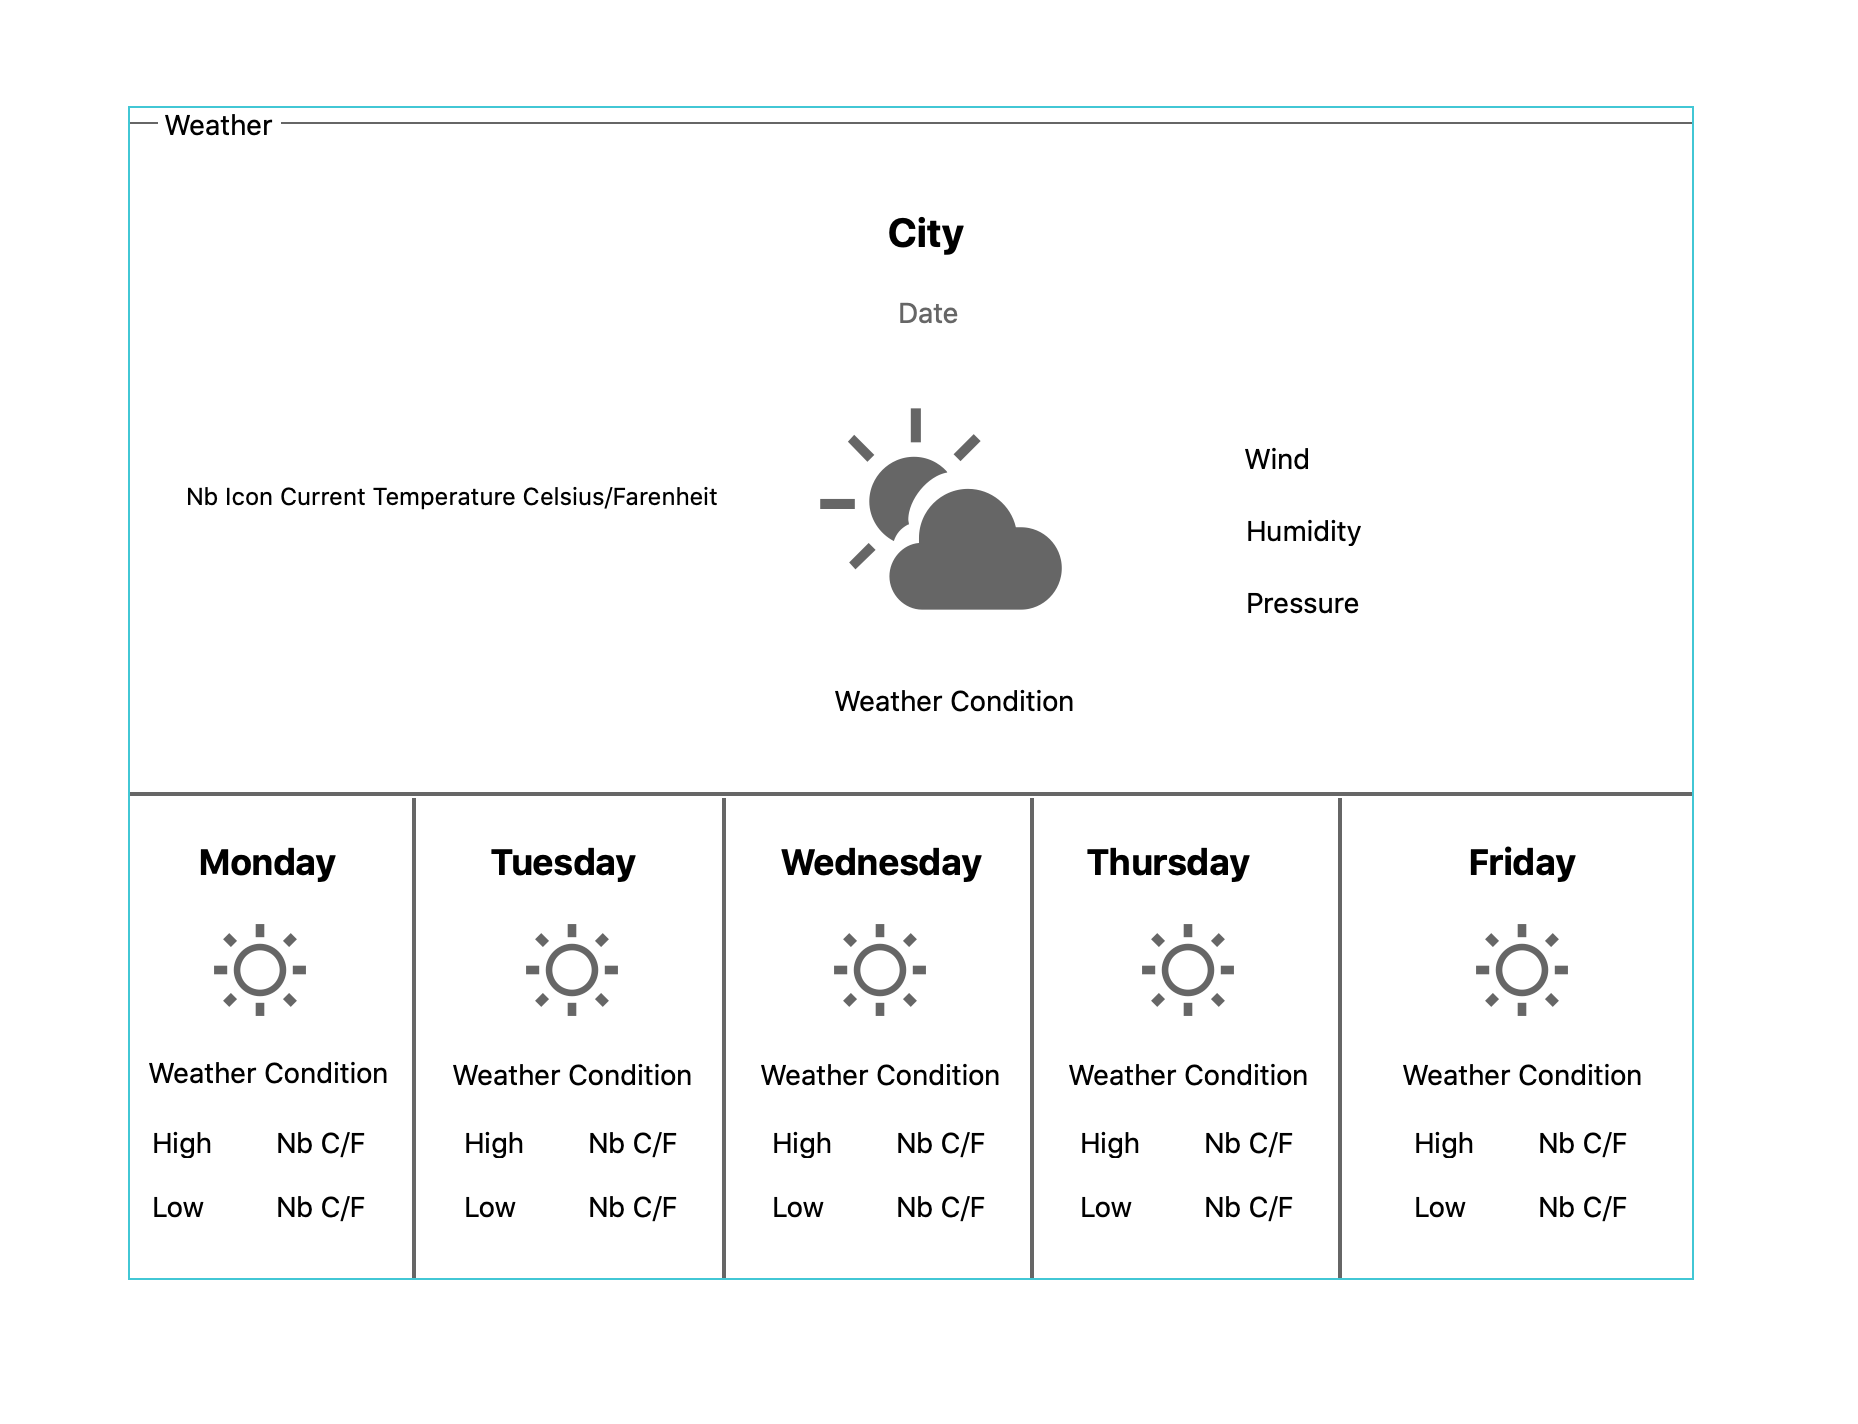 Weather
City
Date
Nb Icon Current Temperature Celsius/Farenheit
Wind
Humidity
Pressure
Weather Condition
Monday
Weather Condition
High Nb C/F
Low Nb C/F
Tuesday
Weather Condition
High Nb C/F
Low Nb C/F
Wednesday
Weather Condition
High Nb C/F
Low Nb C/F
Thursday
Weather Condition
High Nb C/F
Low Nb C/F
Friday
Weather Condition
High Nb C/F
Low Nb C/F